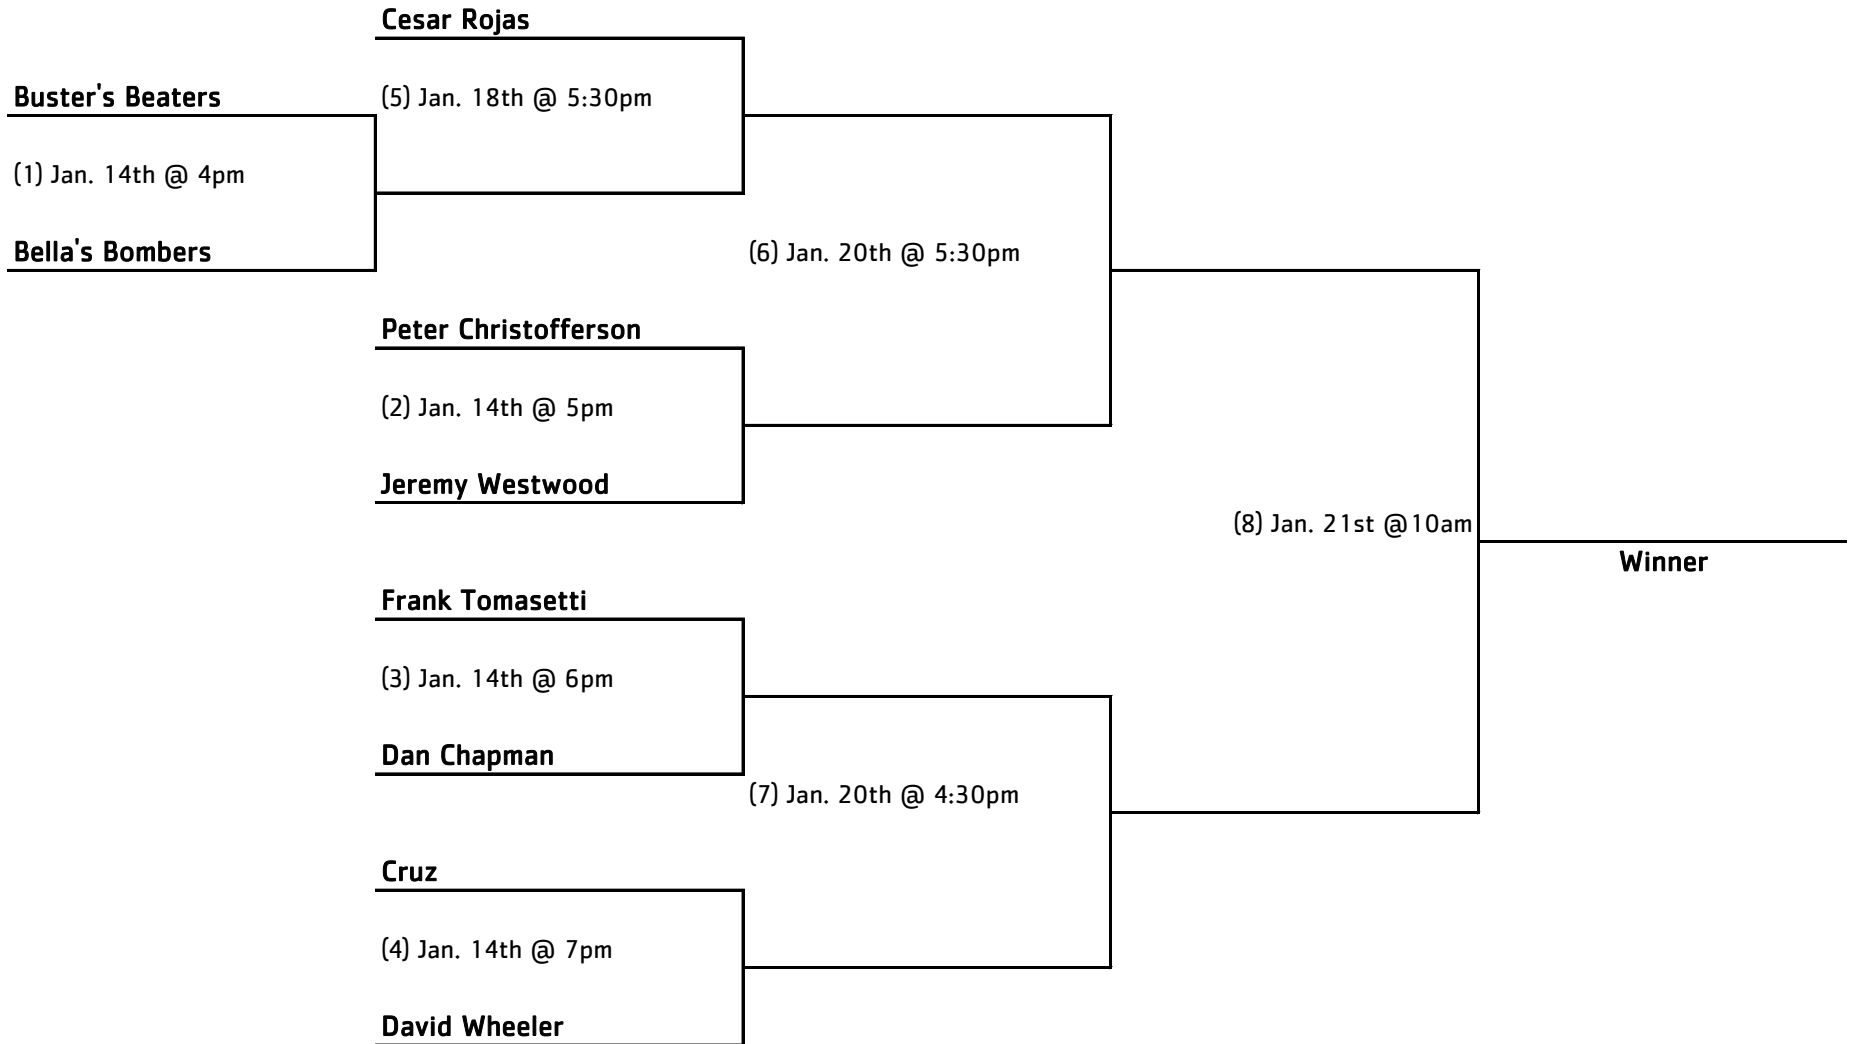 Cesar Rojas
Buster's Beaters
(5) Jan. 18th @ 5:30pm
(1) Jan. 14th @ 4pm
Bella's Bombers
(6) Jan. 20th @ 5:30pm
Peter Christofferson
(2) Jan. 14th @ 5pm
Jeremy Westwood
(8) Jan. 21st @10am
Winner
Frank Tomasetti
(3) Jan. 14th @ 6pm
Dan Chapman
(7) Jan. 20th @ 4:30pm
Cruz
(4) Jan. 14th @ 7pm
David Wheeler